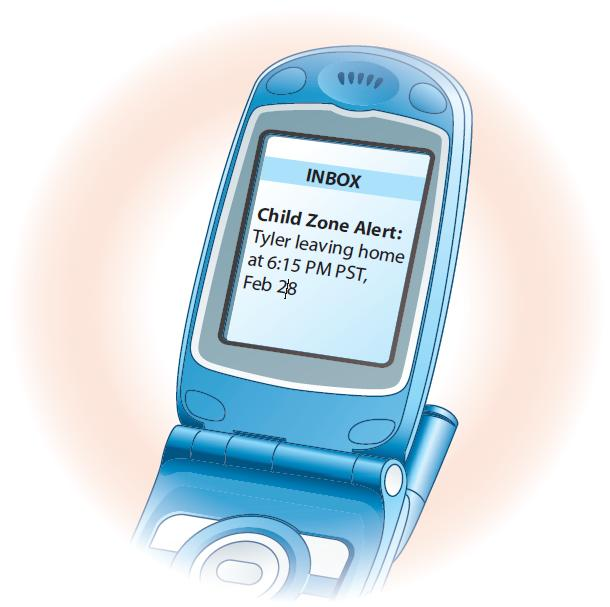 INBOX
Child Zone Alert:
Tyler leaving home
at 6:15 PM PST,
Feb 28